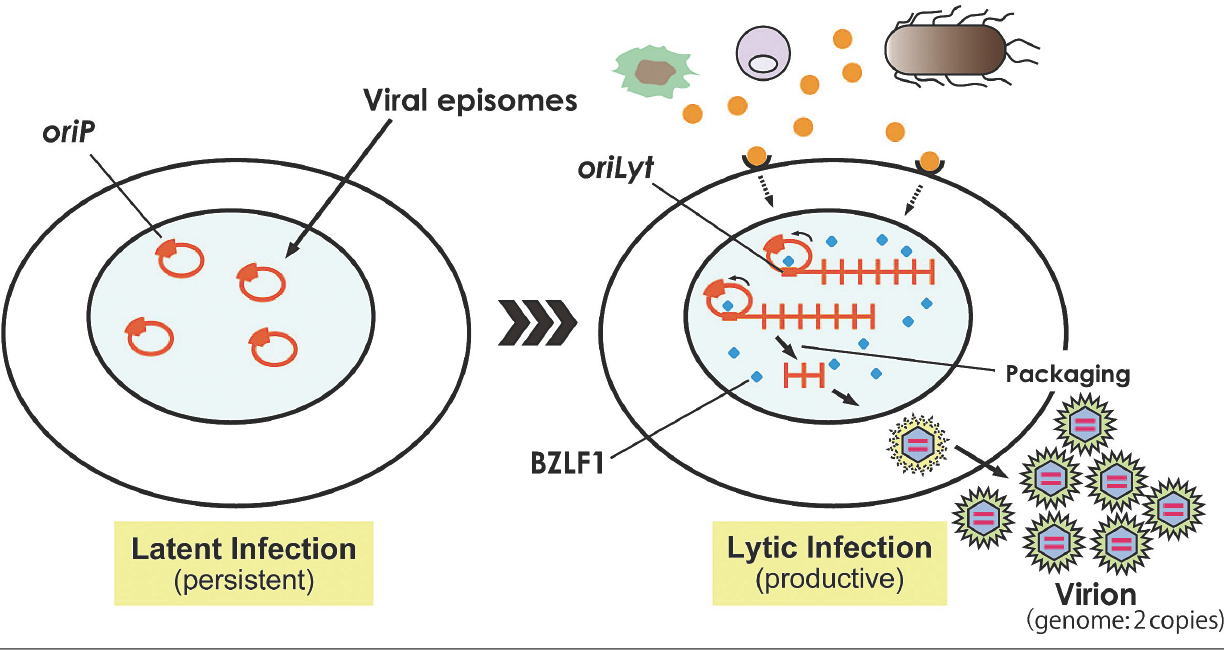 Viral episomes
oriP
oriLyt
Packaging
BZLF1
Latent Infection
(persistent)
Lytic Infection
(productive)
Virion
(genome: 2 copies)